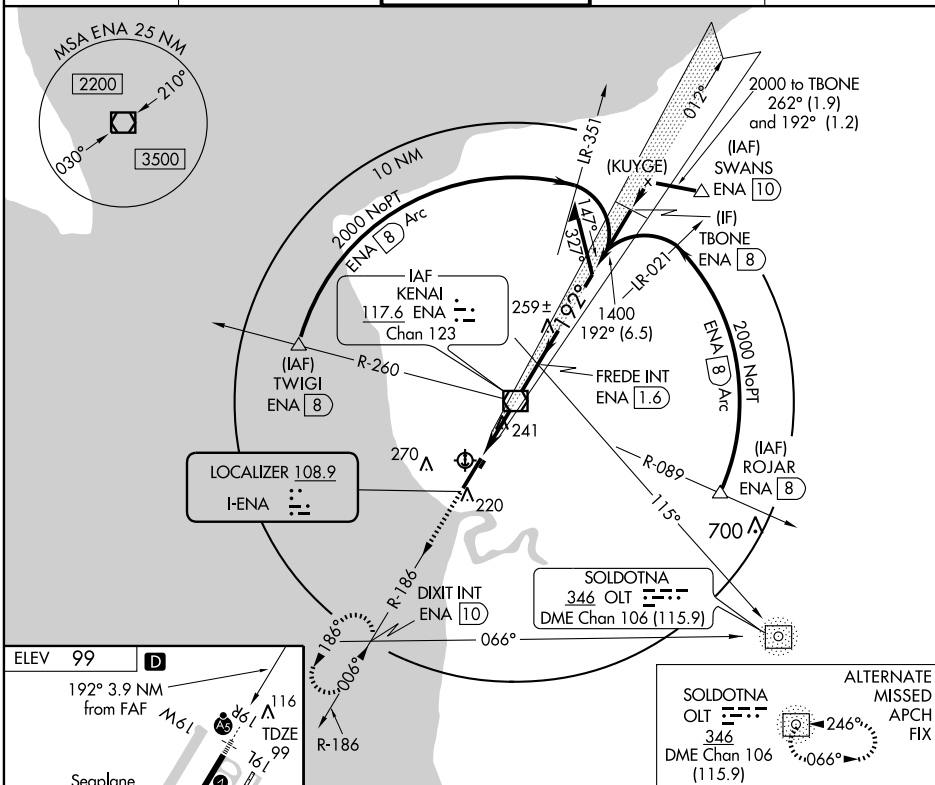 MSA ENA 25 NM
2200
210°
030°
3500
10 NM
2000 NoPT
ENA 8 Arc
LR-351
012°
2000 to TBONE
262° (1.9)
and 192° (1.2)
(KUYGE)
(IAF)
SWANS
ENA 10
(IF)
TBONE
ENA 8
147°
327°
LR-021
IAF
KENAI
117.6 ENA
Chan 123
259±
192°
1400
192° (6.5)
2000 NoPT
ENA 8 Arc
R-260
(IAF)
TWIGI
ENA 8
FREDE INT
ENA 1.6
241
270
LOCALIZER 108.9
I-ENA
220
R-089
115°
(IAF)
ROJAR
ENA 8
700
R-186
DIXIT INT
ENA 10
SOLDOTNA
346 OLT
DME Chan 106 (115.9)
066°
186°
006°
R-186
ELEV 99 D
192° 3.9 NM
from FAF
19W
19R
116
A5
TDZE
99
19L
Seaplane
1
ALTERNATE
MISSED
APCH
FIX
SOLDOTNA
OLT
346
DME Chan 106
(115.9)
246°
066°